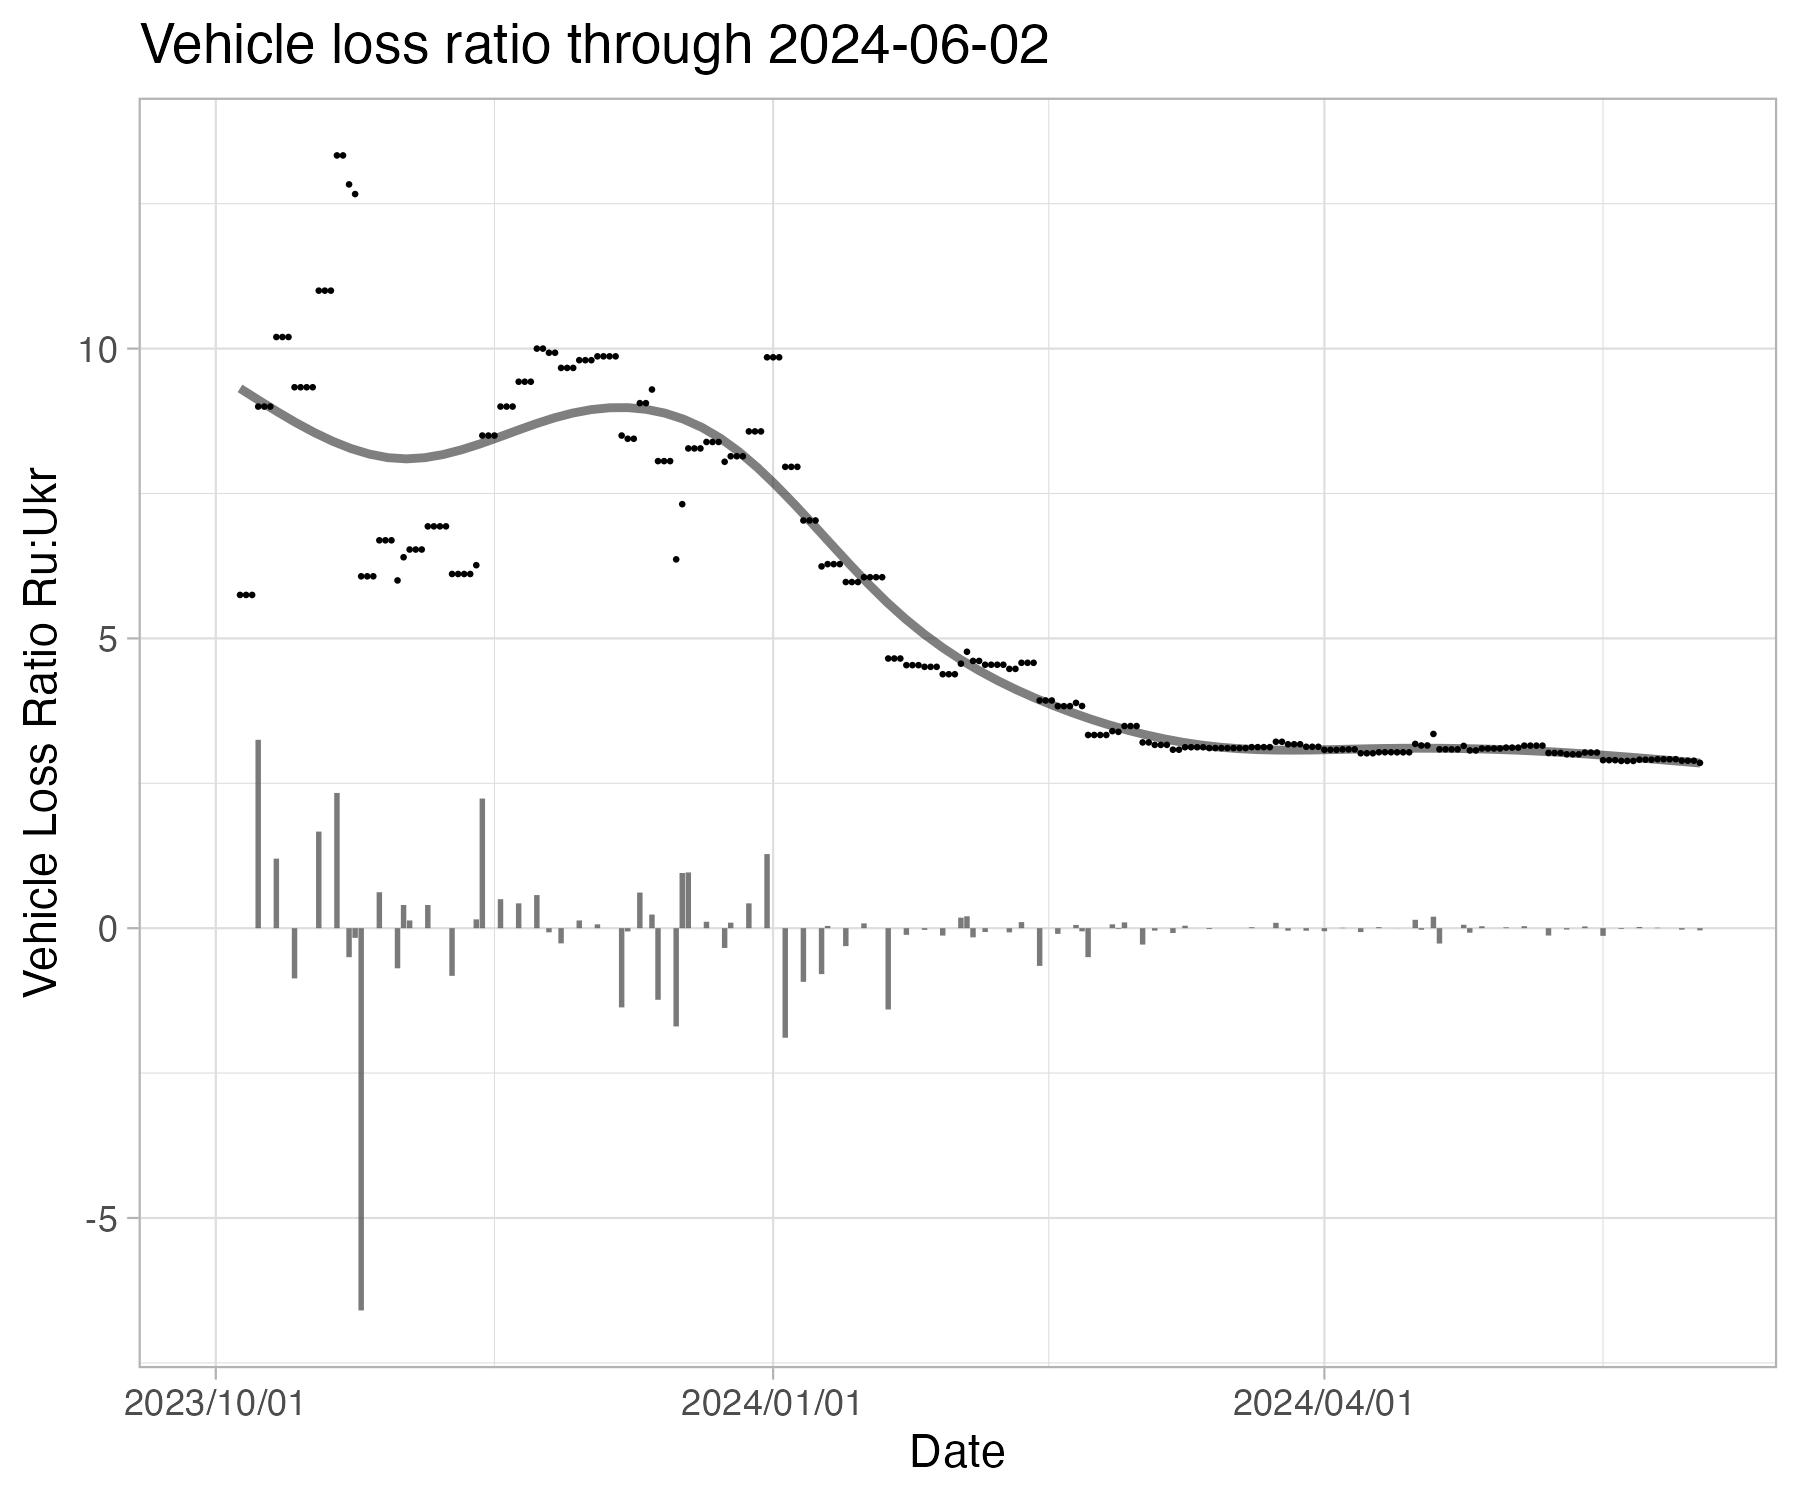 Vehicle loss ratio through 2024-06-02
Vehicle Loss Ratio Ru:Ukr
10
5
0
-5
2023/10/01
2024/01/01
2024/04/01
Date